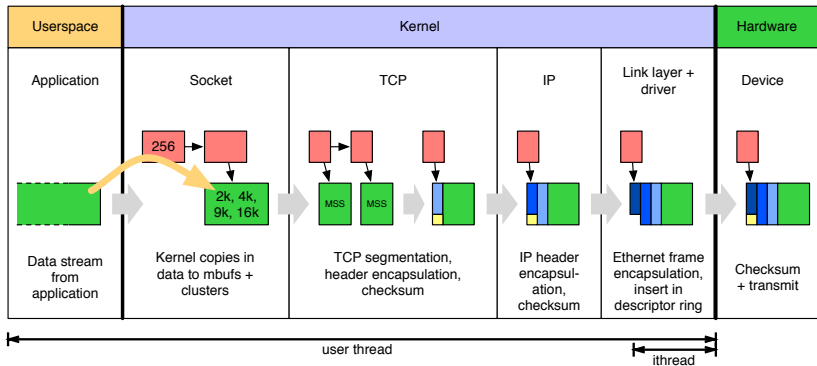 Userspace
Kernel
Hardware
Application
Socket
TCP
IP
Link layer +
driver
Device
256
2k, 4k,
9k, 16k
MSS
MSS
Data stream
from
application
Kernel copies in
data to mbufs +
clusters
TCP segmentation,
header encapsulation,
checksum
IP header
encapsul-
ation,
checksum
Ethernet frame
encapsulation,
insert in
descriptor ring
Checksum
+ transmit
user thread
ithread